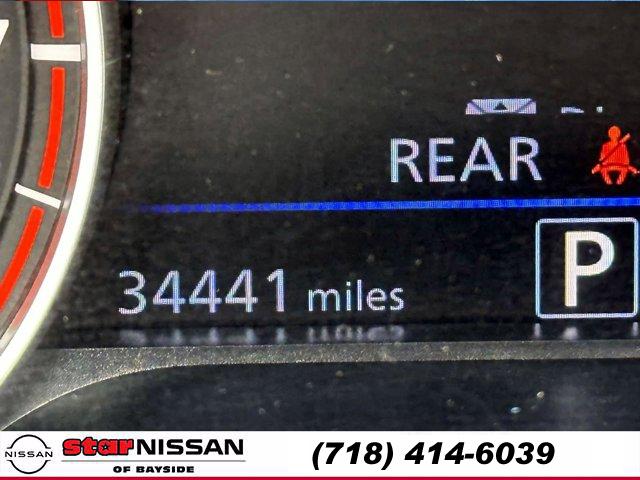 REAR
P
34441 miles
NISSAN
starNISSAN
OF BAYSIDE
(718) 414-6039